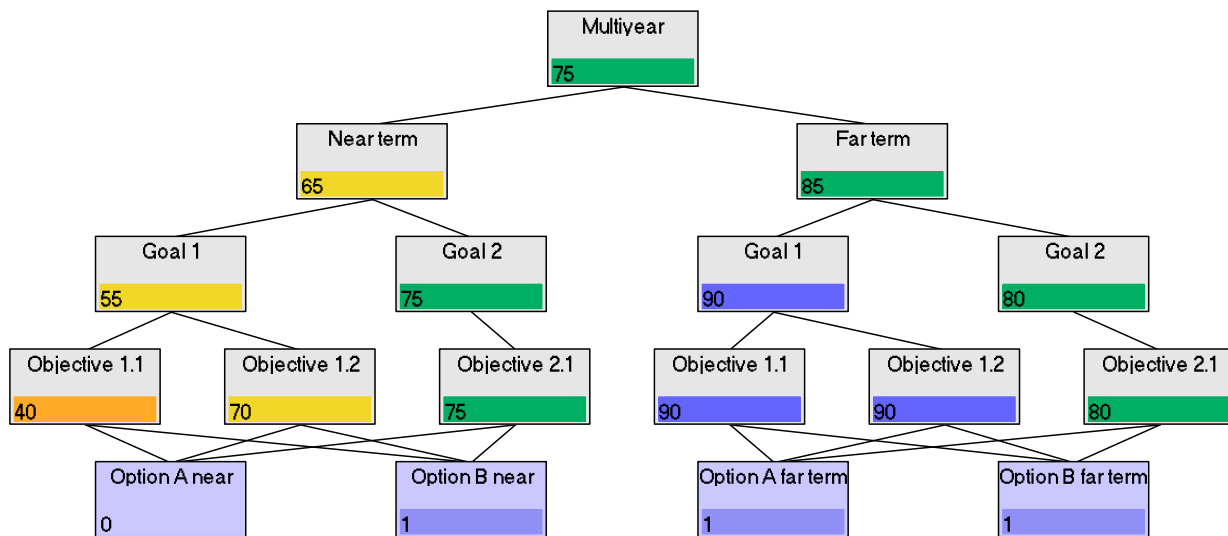 Multiyear
75
Near term
65
Far term
85
Goal 1
55
Goal 2
75
Goal 1
90
Goal 2
80
Objective 1.1
40
Objective 1.2
70
Objective 2.1
75
Objective 1.1
90
Objective 1.2
90
Objective 2.1
80
Option A near
0
Option B near
1
Option A far term
1
Option B far term
1